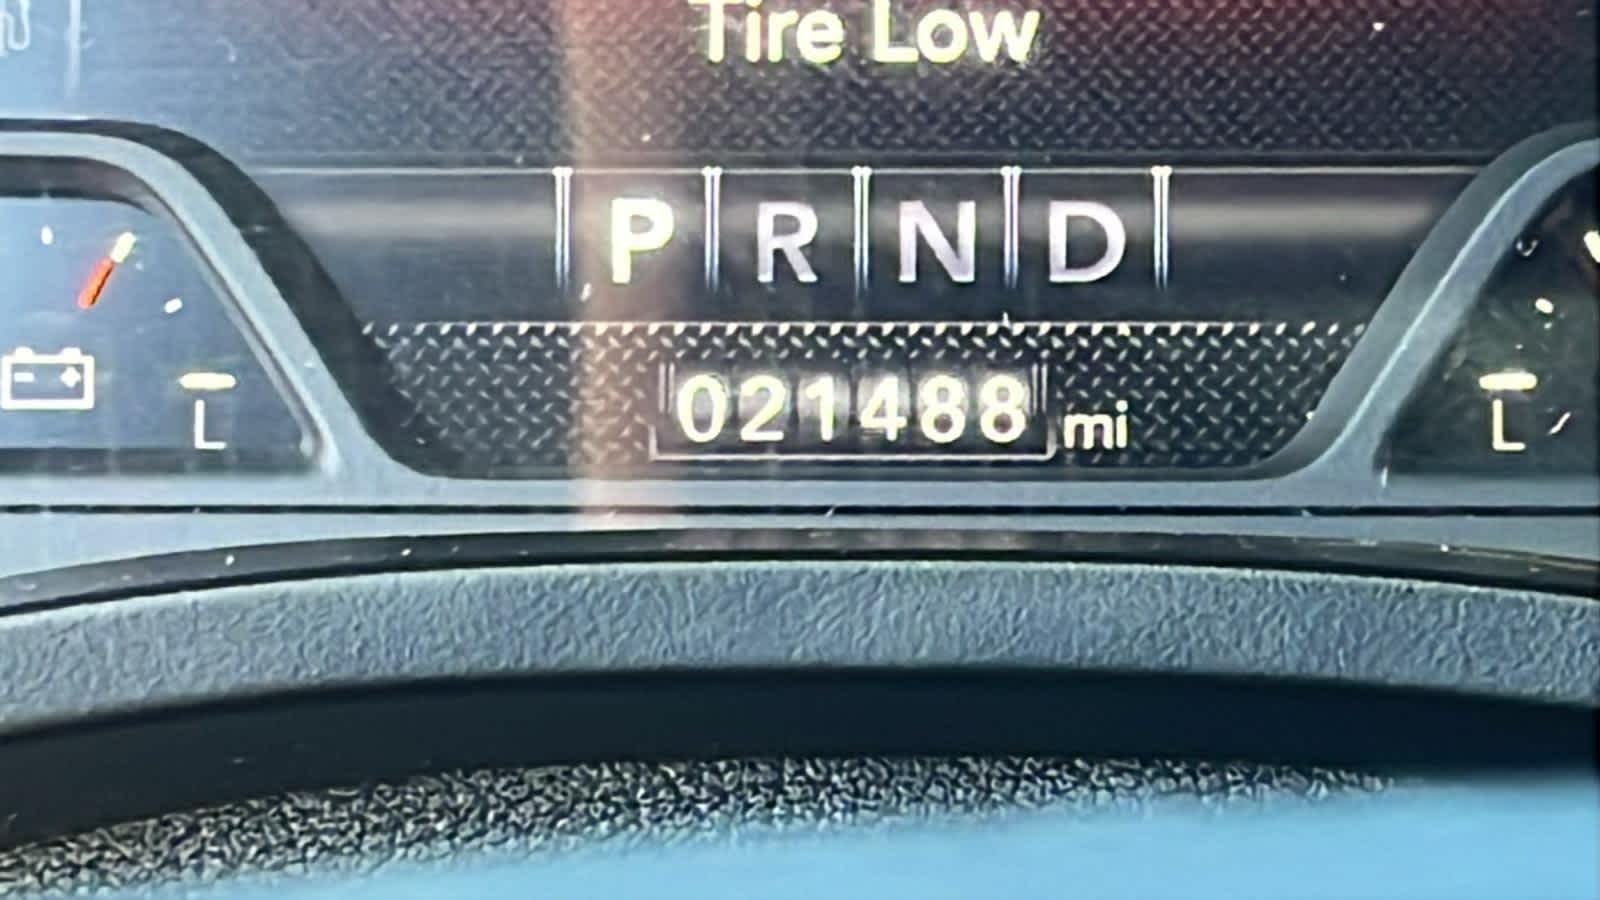 Tire Low
P R N D
021488 mi
L
L